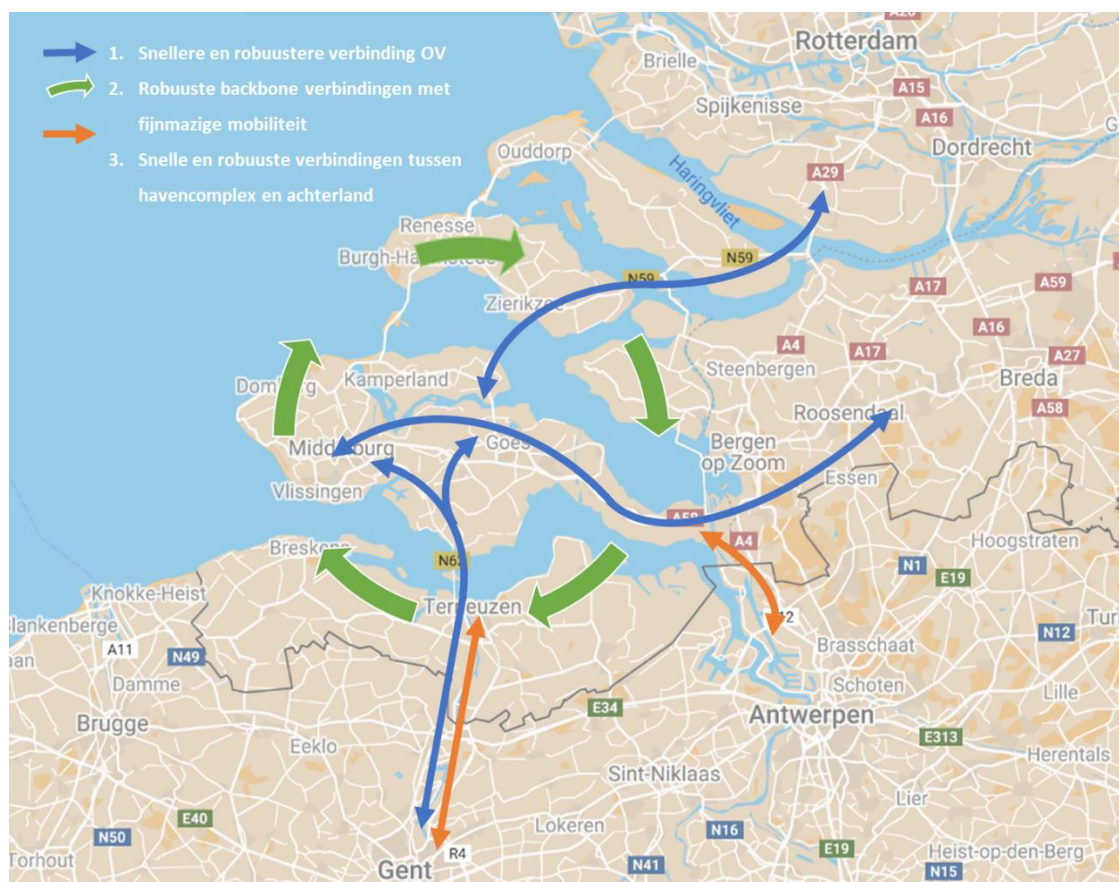 1. Snellere en robuustere verbinding OV
2. Robuuste backbone verbindingen met
fijnmazige mobiliteit
3. Snelle en robuuste verbindingen tussen
havencomplex en achterland
Rotterdam
Brielle
A15
Spijkenisse
A16
Dordrecht
Ouddorp
A29
Haringvliet
Renesse
N59
N59
A17
A59
Zierikzee
A16
A4
A17
A27
Steenbergen
Domburg
Kamperland
Breda
Roosendaal
A58
Middelburg
Goes
Bergen
op Zoom
Essen
Vlissingen
A58
A4
Hoogstraten
Breskens
N62
N1
E19
Knokke-Heist
Terneuzen
Blankenberge
A11
N49
Brasschaat
N12
Damme
Schoten
Lille
E34
Antwerpen
Brugge
E313
Eeklo
Herentals
Sint-Niklaas
Lier
E40
N50
Lokeren
N16
E19
Torhout
R4
Gent
N41
Heist-op-den-Berg
N15